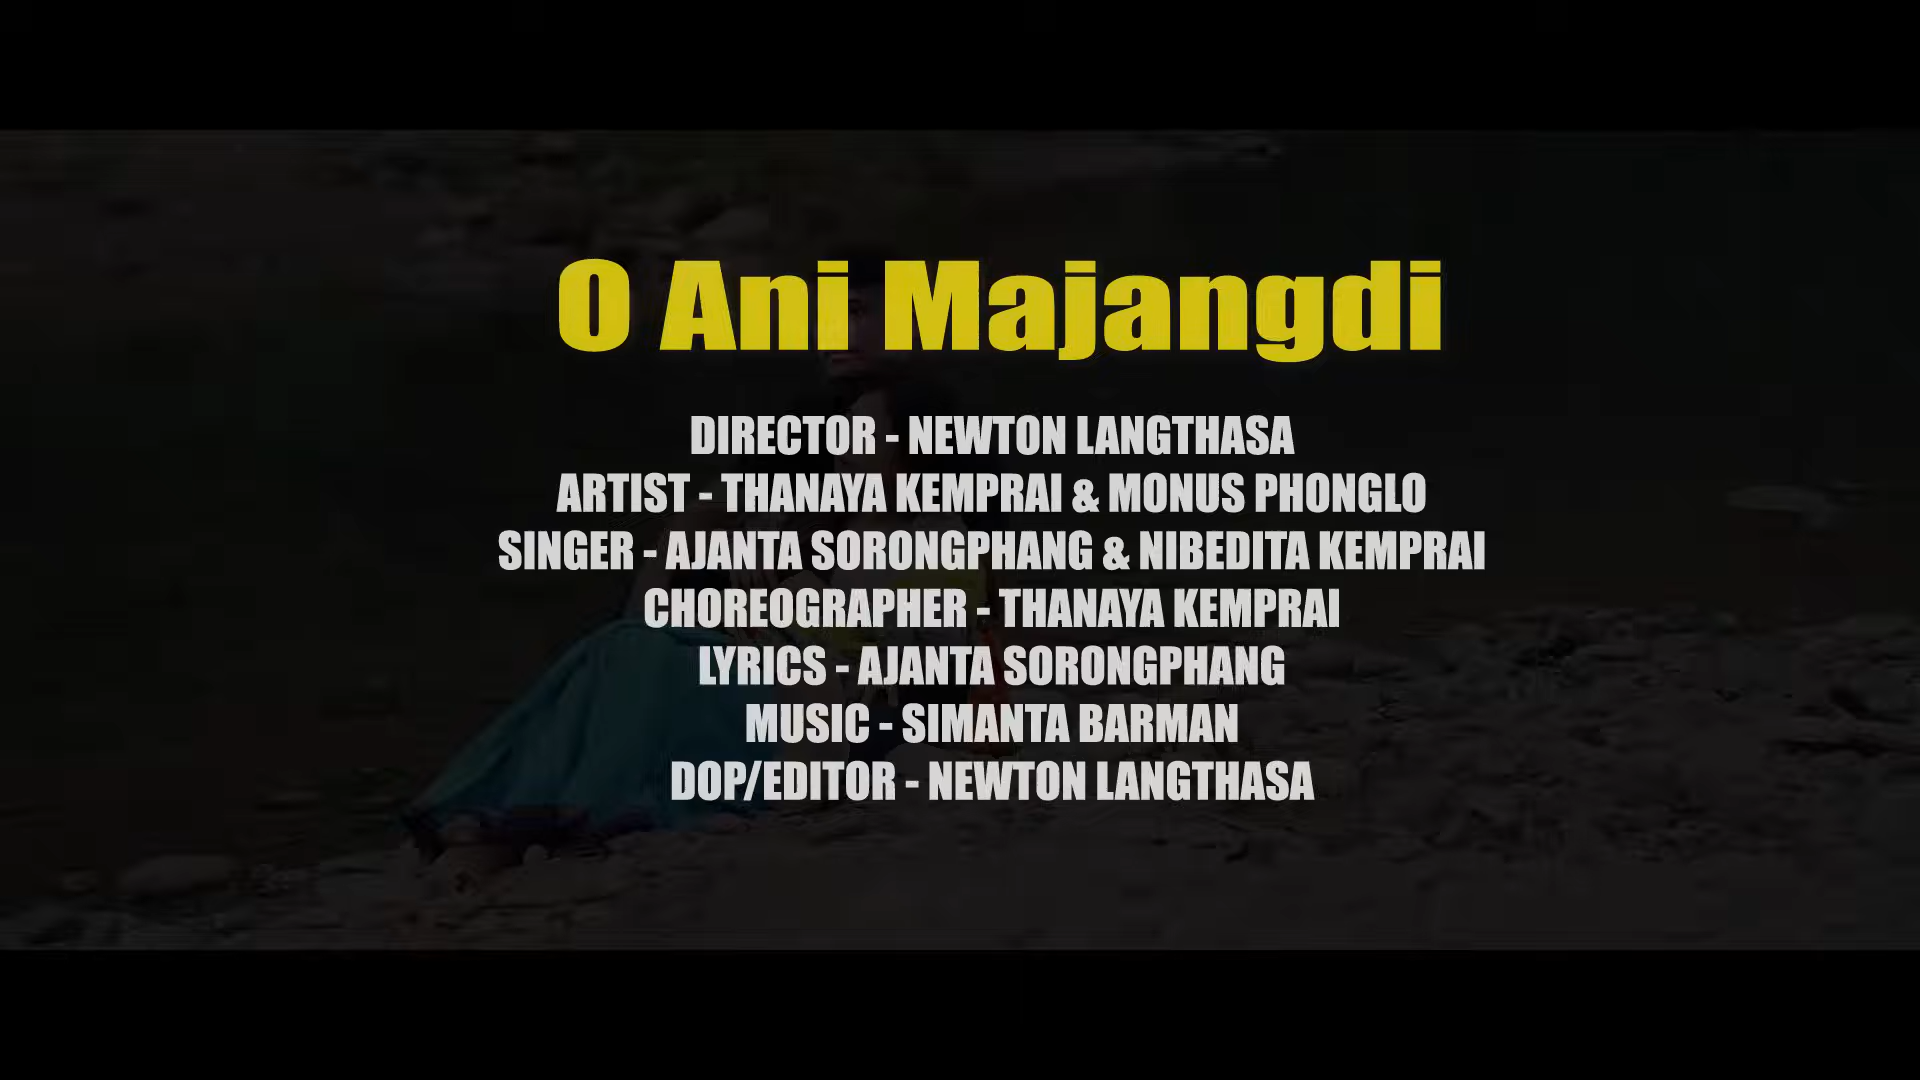 O Ani Majangdi
DIRECTOR - NEWTON LANGTHASA
ARTIST - THANAYA KEMPRAI & MONUS PHONGLO
SINGER - AJANTA SORONGPHANG & NIBEDITA KEMPRAI
CHOREOGRAPHER - THANAYA KEMPRAI
LYRICS - AJANTA SORONGPHANG
MUSIC - SIMANTA BARMAN
DOP/EDITOR - NEWTON LANGTHASA